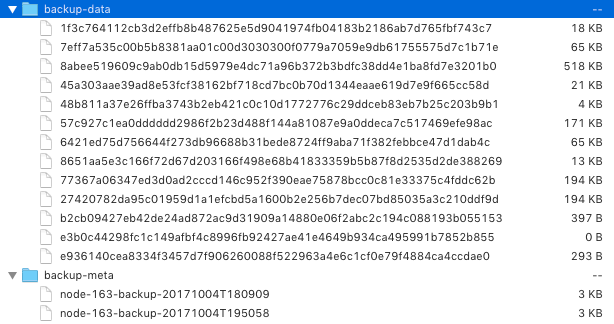 backup-data --
1f3c764112cb3d2effb8b487625e5d9041974fb04183b2186ab7d765fbf743c7 18 KB
7eff7a535c00b5b8381aa01c00d3030300f0779a7059e9db61755575d7c1b71e 65 KB
8abee519609c9ab0db15d5979e4dc71a96b372b3bdfc38dd4e1ba8fd7e3201b0 518 KB
45a303aae39ad8e53fcf38162bf718cd7bc0b70d1344eaae619d7e9f665cc58d 21 KB
48b811a37e26ffba3743b2eb421c0c10d1772776c29ddceb83eb7b25c203b9b1 4 KB
57c927c1ea0dddddd2986f2b23d488f144a81087e9a0ddeca7c517469efe98ac 171 KB
6421ed75d756644f273db96688b31bede8724ff9aba71f382febbce47d1dab4c 65 KB
8651aa5e3c166f72d67d203166f498e68b41833359b5b87f8d2535d2de388269 13 KB
77367a06347ed3d0ad2cccd146c952f390eae75878bcc0c81e33375c4fddc62b 194 KB
27420782da95c01959d1a1efcbd5a1600b2e256b7dec07bd85035a3c210ddf9d 194 KB
b2cb09427eb42de24ad872ac9d31909a14880e06f2abc2c194c088193b055153 397 B
e3b0c44298fc1c149afbf4c8996fb92427ae41e4649b934ca495991b7852b855 0 B
e936140cea8334f3457d7f906260088f522963a4e6c1cf0e79f4884ca4ccdae0 293 B
backup-meta --
node-163-backup-20171004T180909 3 KB
node-163-backup-20171004T195058 3 KB